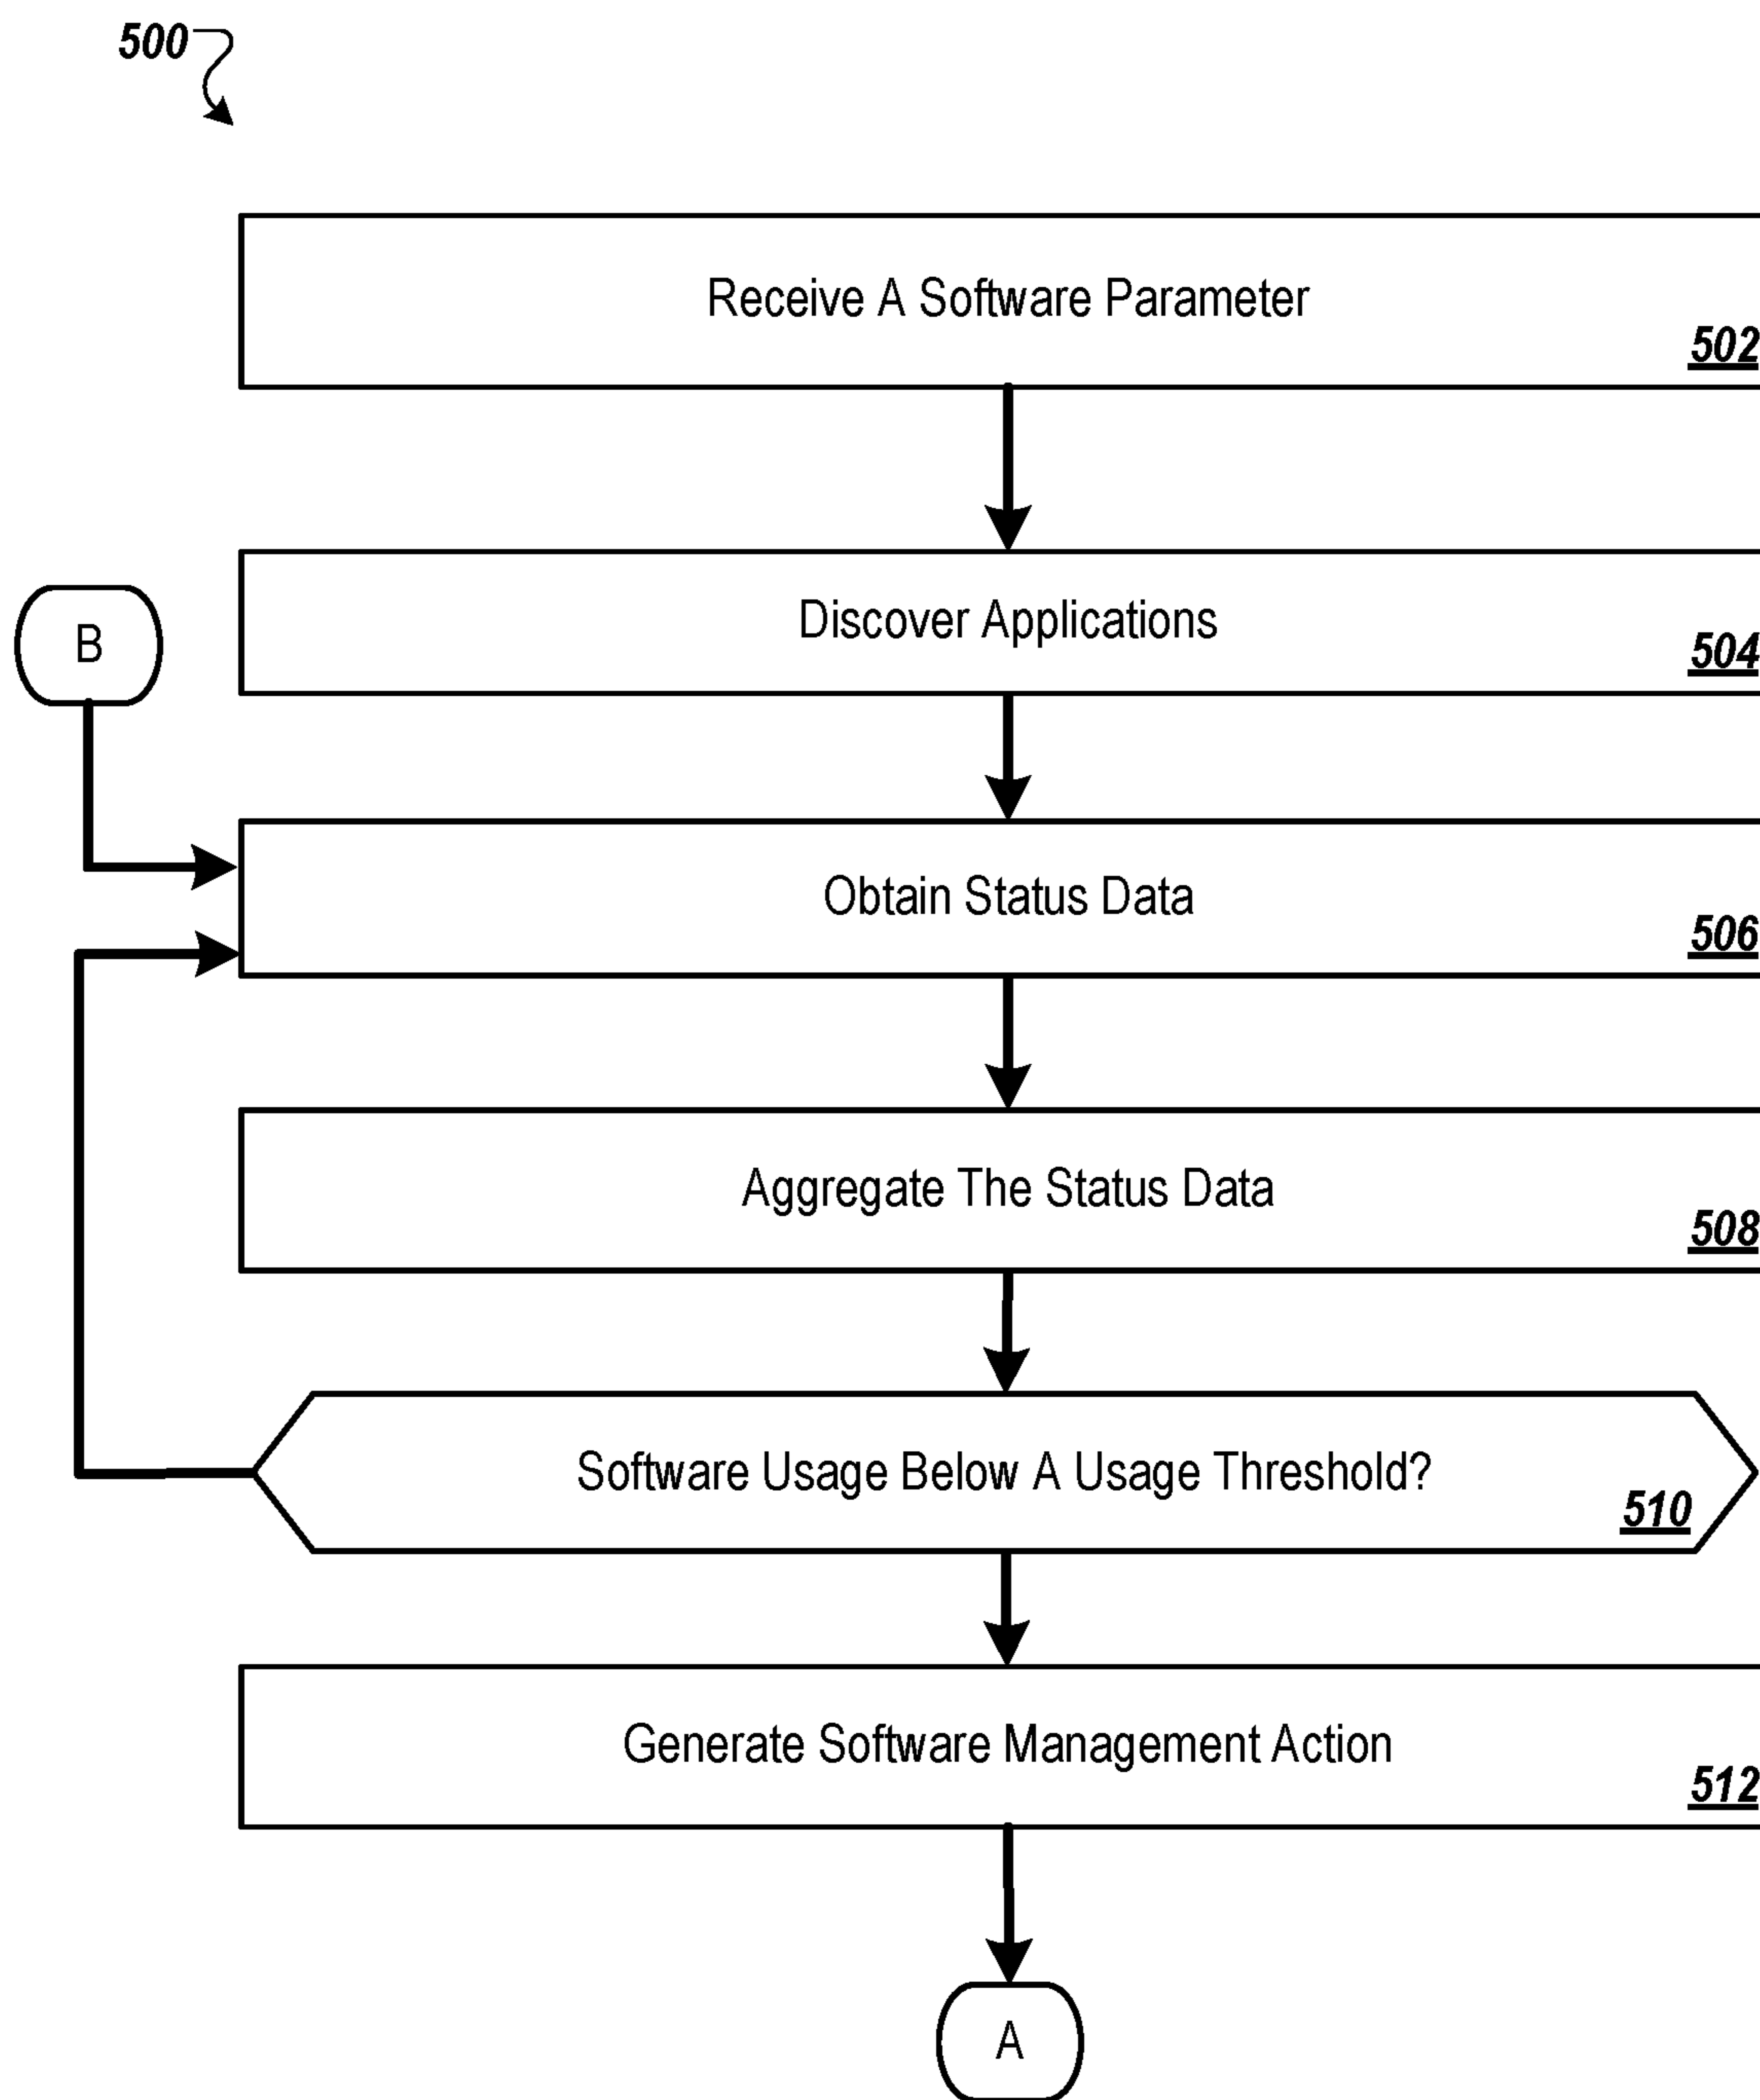 500
Receive A Software Parameter
502
Discover Applications
504
B
Obtain Status Data
506
Aggregate The Status Data
508
Software Usage Below A Usage Threshold?
510
Generate Software Management Action
512
A